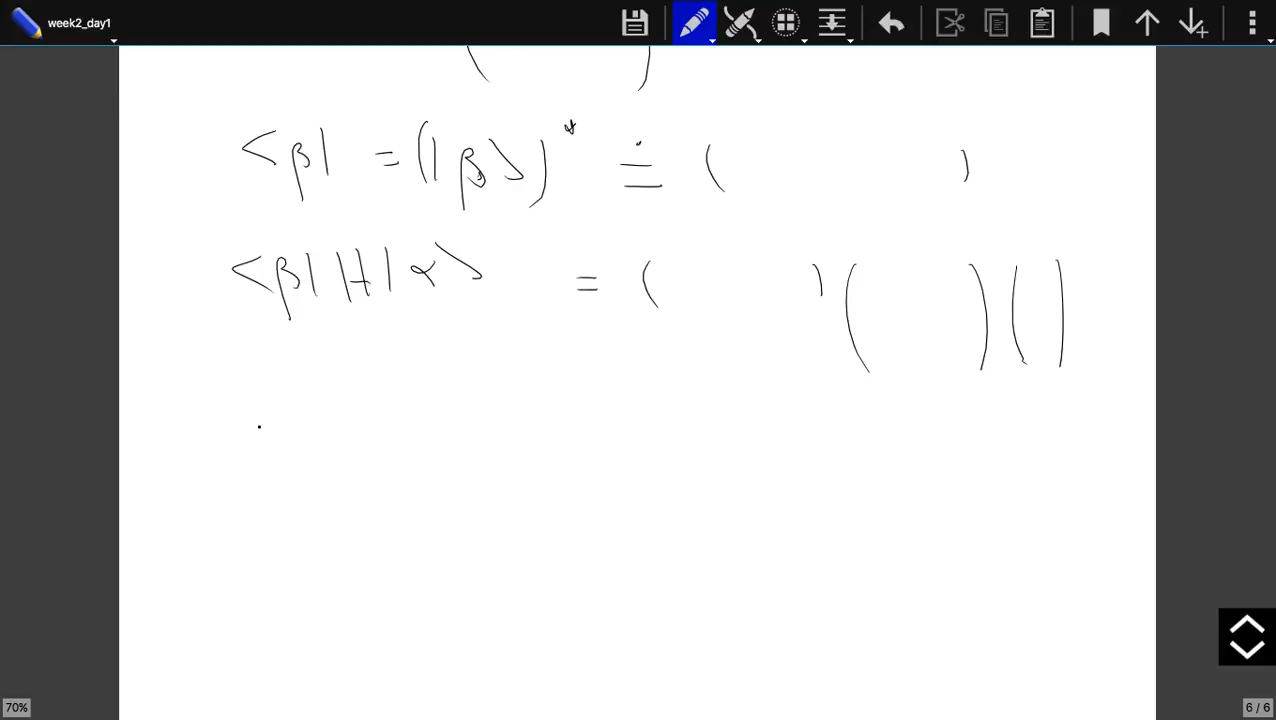 week2_day1
( )
<β| = (|β>)* ≐ ( )
<β|H|α> = ( ) ( ) ( )
70%
6 / 6